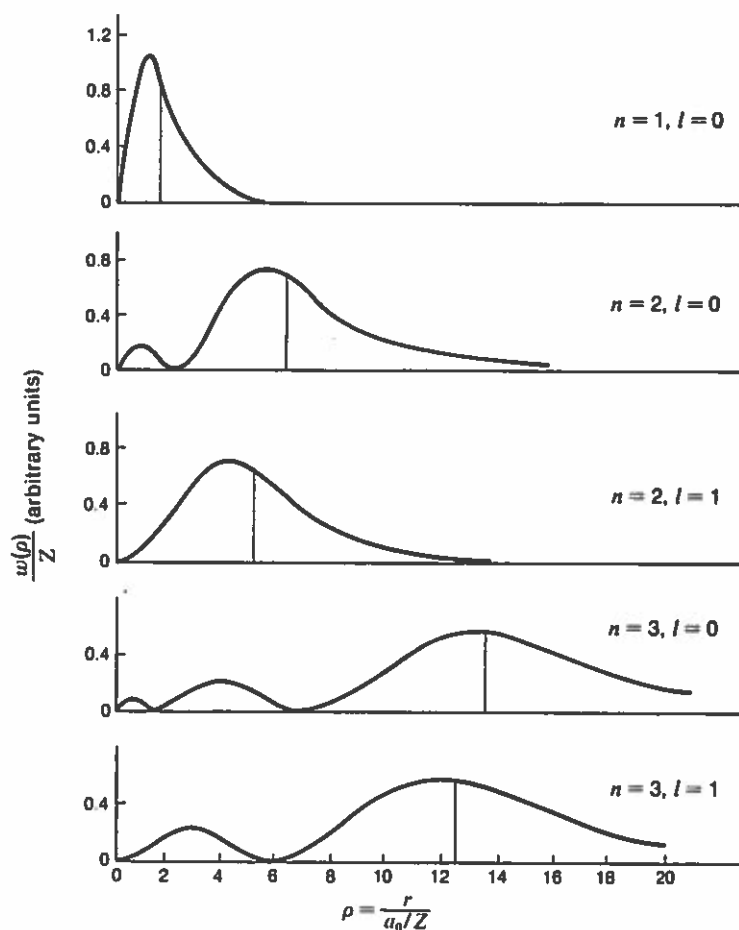 1.2
0.8
0.4
0
n = 1, l = 0
0.8
0.4
0
n = 2, l = 0
0.8
0.4
0
n = 2, l = 1
0.4
0
n = 3, l = 0
0.4
0
n = 3, l = 1
0 2 4 6 8 10 12 14 16 18 20
ρ = r / a₀/Z
w(ρ) / Z (arbitrary units)